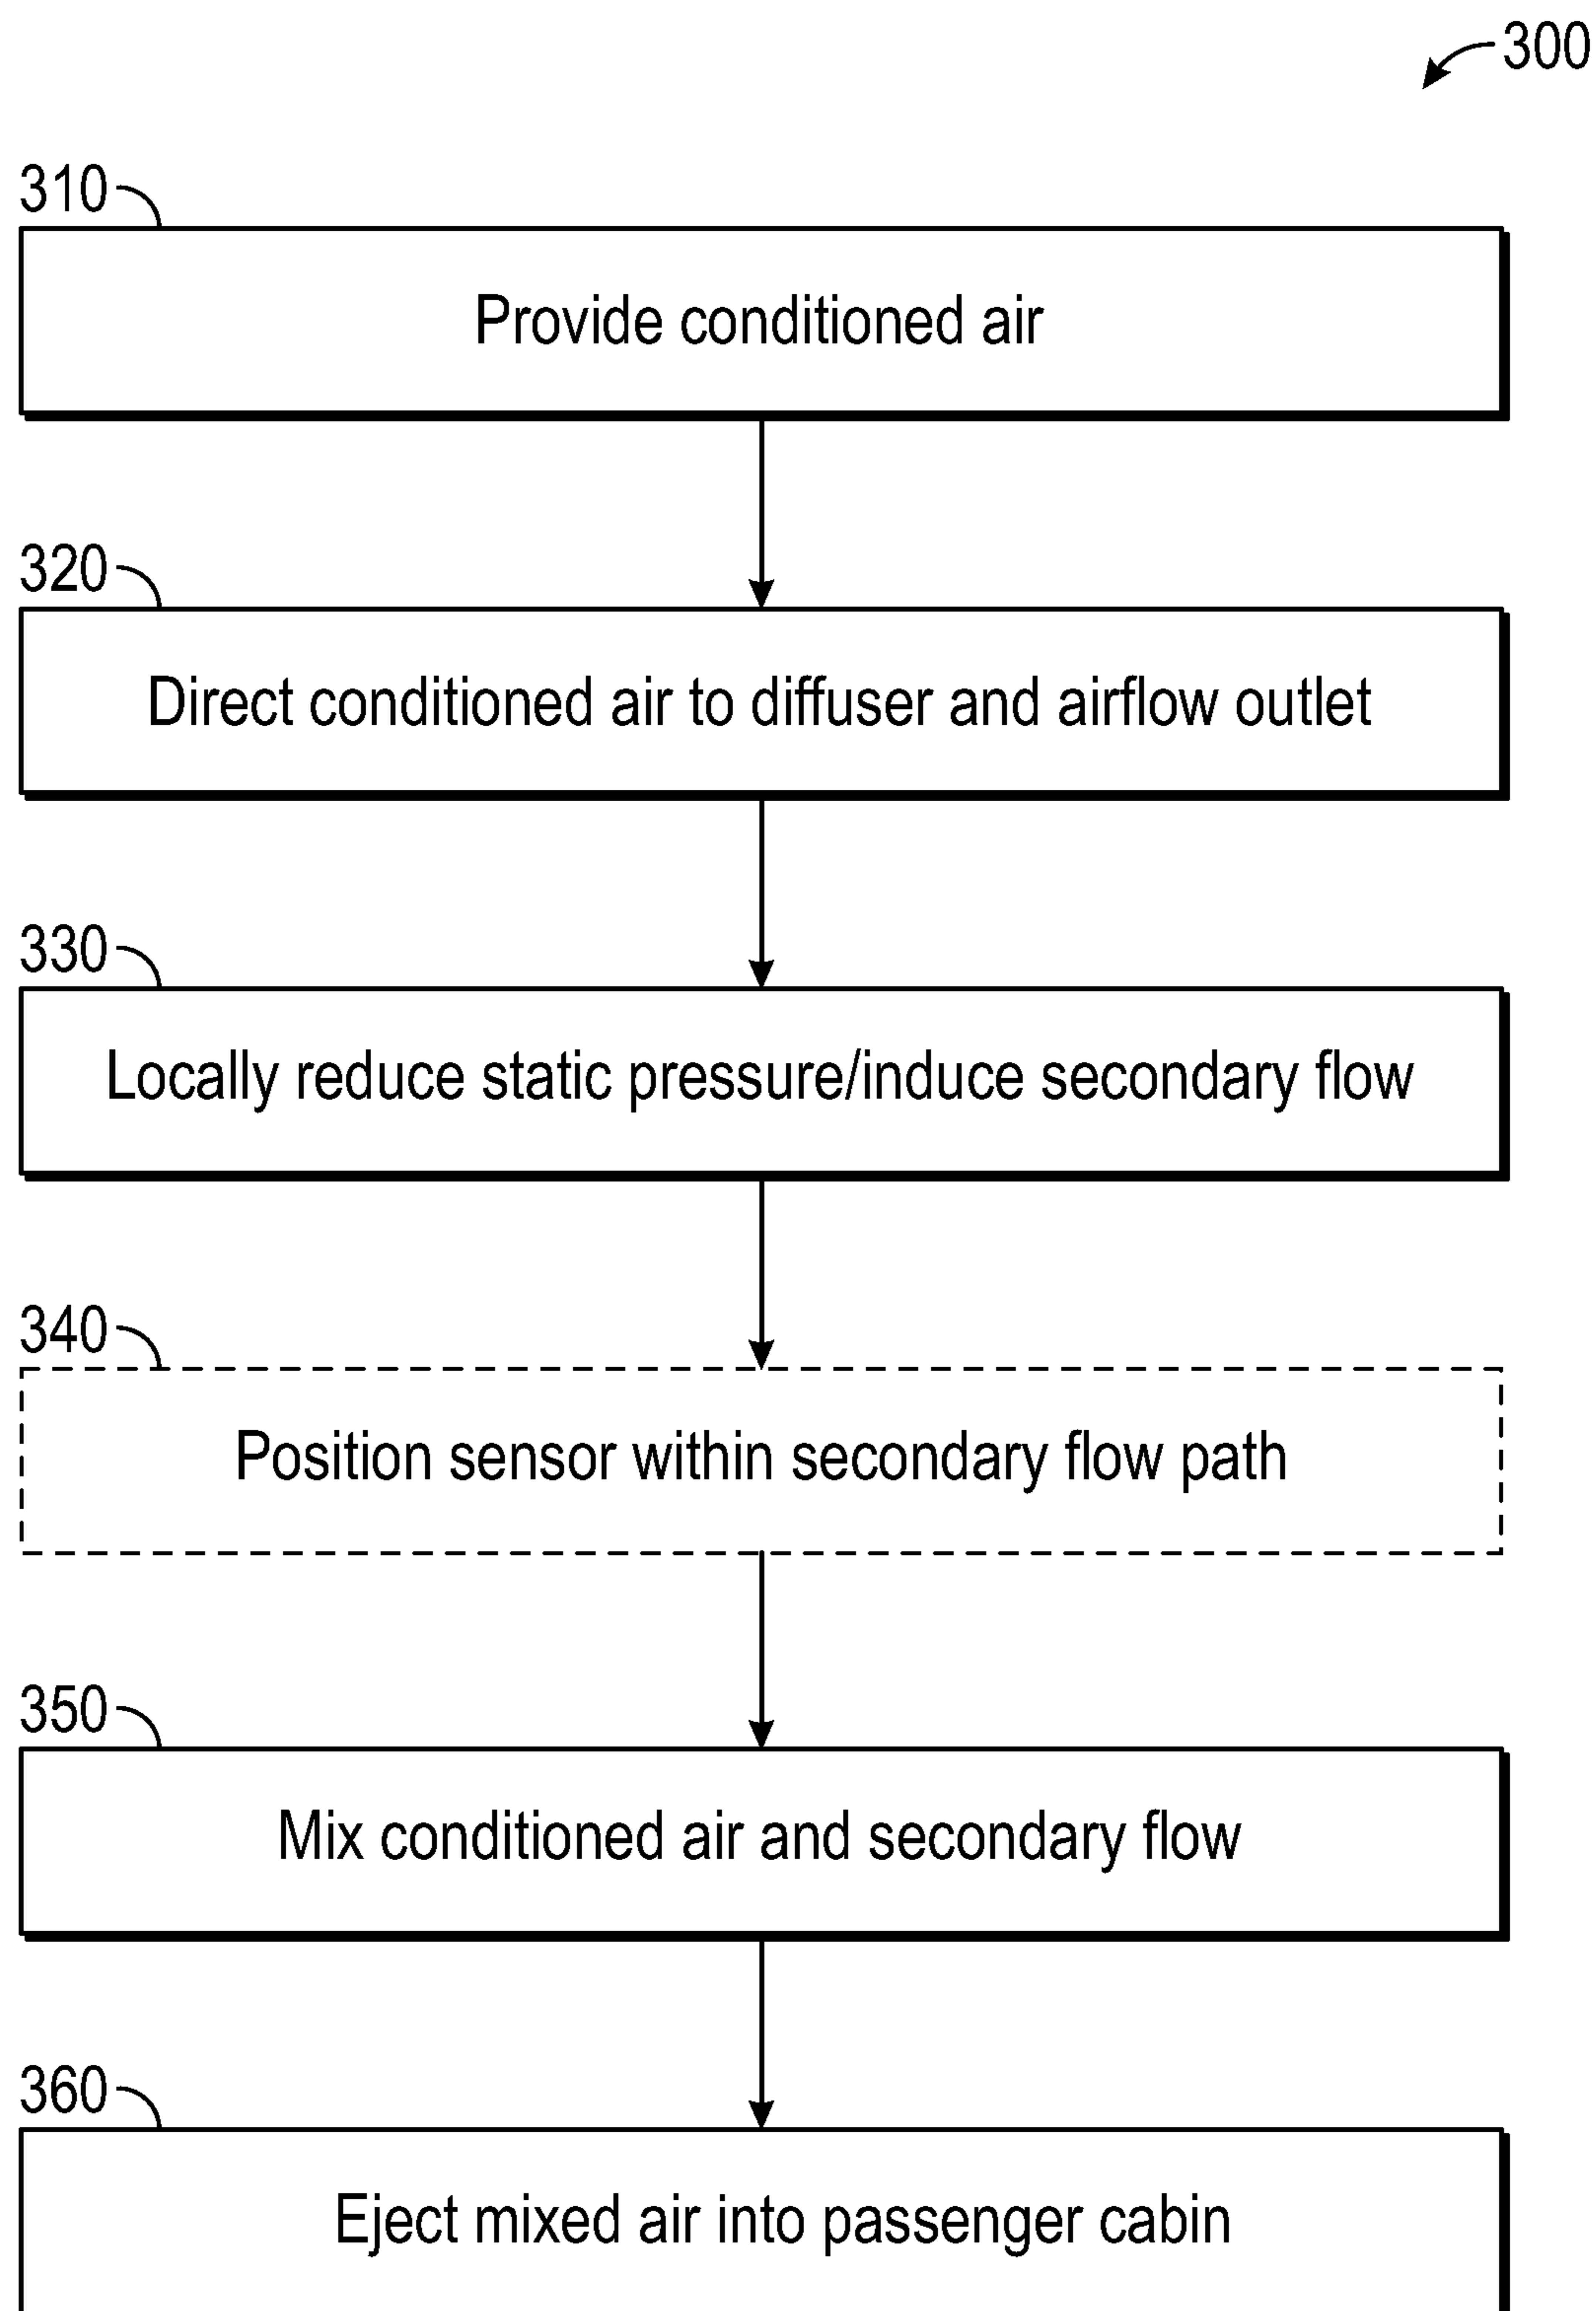 300
310
Provide conditioned air
320
Direct conditioned air to diffuser and airflow outlet
330
Locally reduce static pressure/induce secondary flow
340
Position sensor within secondary flow path
350
Mix conditioned air and secondary flow
360
Eject mixed air into passenger cabin